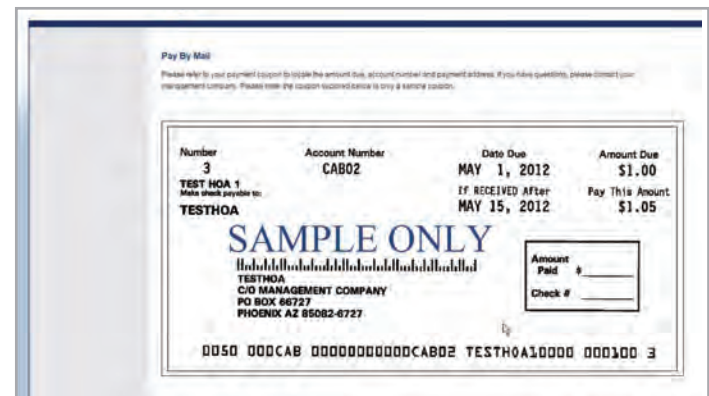 Pay By Mail
Please refer to your payment coupon to locate the amount due, account number and payment address. If you have questions, please contact your
management company. Please note the coupon supplied below is only a sample coupon.
Number Account Number Date Due Amount Due
3 CAB02 MAY 1, 2012 $1.00
TEST HOA 1 If RECEIVED After Pay This Amount
Make check payable to:
TESTHOA MAY 15, 2012 $1.05
SAMPLE ONLY
TESTHOA
C/O MANAGEMENT COMPANY
PO BOX 66727
PHOENIX AZ 85082-6727
Amount
Paid $
Check #
0050 000CAB 00000000000CAB02 TESTHOA10000 000100 3